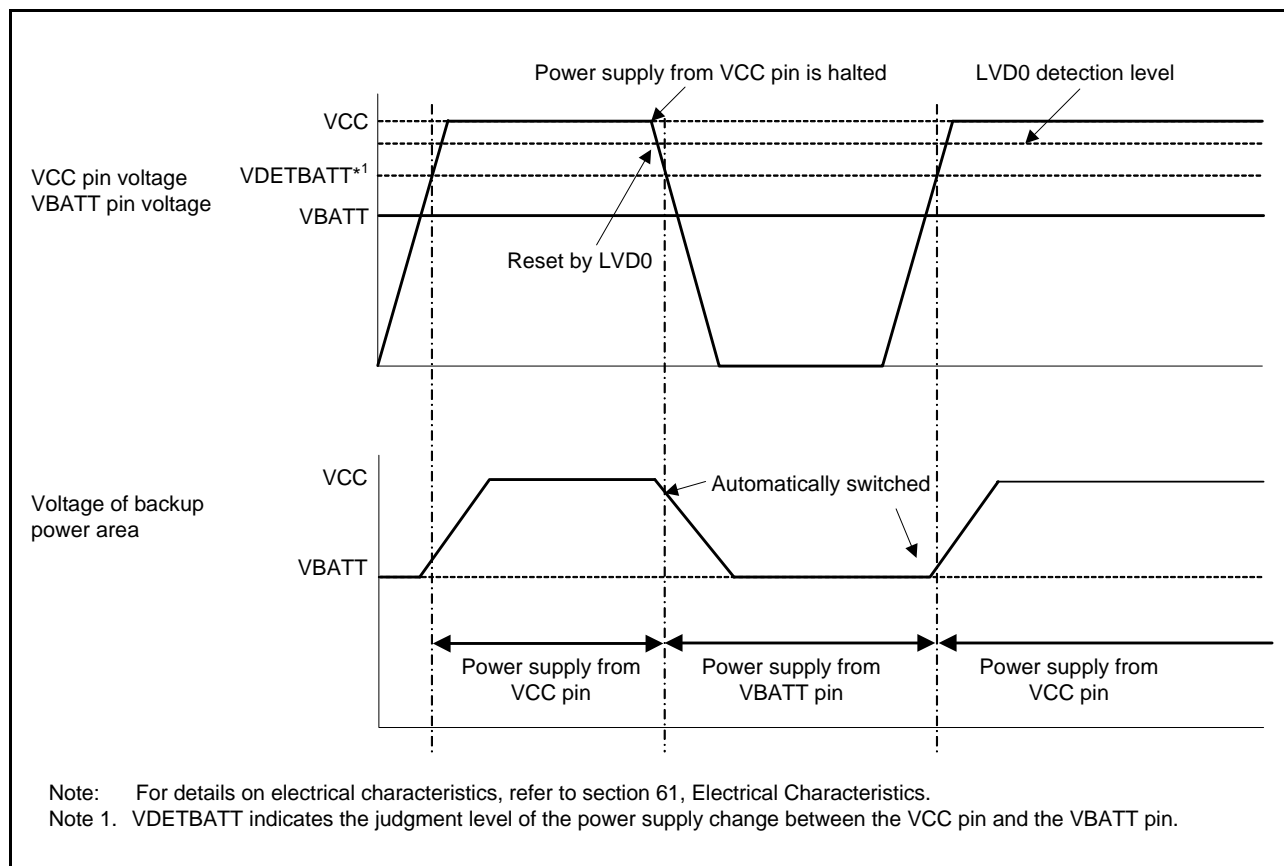 Power supply from VCC pin is halted
LVD0 detection level
VCC
VCC pin voltage
VBATT pin voltage
VDETBATT*1
VBATT
Reset by LVD0
VCC
Voltage of backup
power area
Automatically switched
VBATT
Power supply from
VCC pin
Power supply from
VBATT pin
Power supply from
VCC pin
Note: For details on electrical characteristics, refer to section 61, Electrical Characteristics.
Note 1. VDETBATT indicates the judgment level of the power supply change between the VCC pin and the VBATT pin.